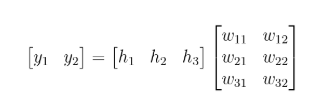 [y₁ y₂] = [h₁ h₂ h₃] [w₁₁ w₁₂
w₂₁ w₂₂
w₃₁ w₃₂]